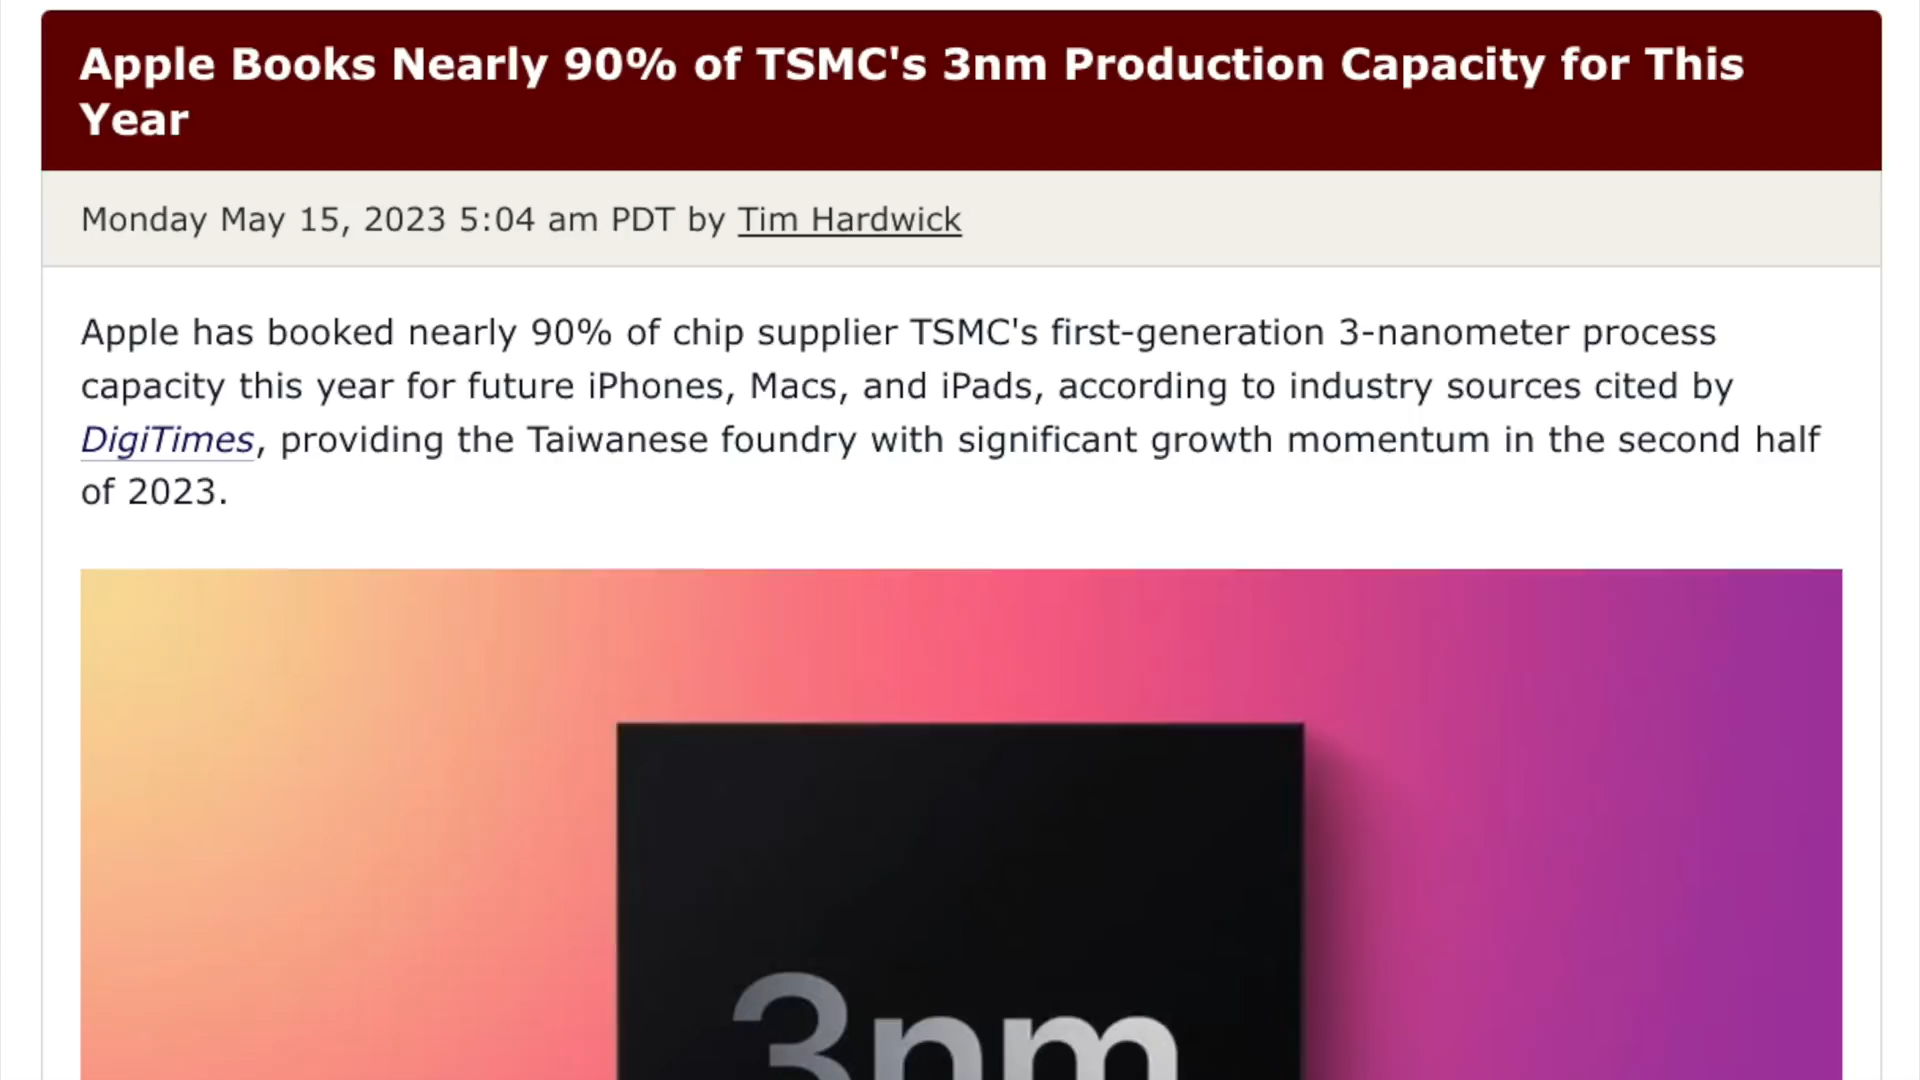 Apple Books Nearly 90% of TSMC's 3nm Production Capacity for This
Year
Monday May 15, 2023 5:04 am PDT by Tim Hardwick
Apple has booked nearly 90% of chip supplier TSMC's first-generation 3-nanometer process
capacity this year for future iPhones, Macs, and iPads, according to industry sources cited by
DigiTimes, providing the Taiwanese foundry with significant growth momentum in the second half
of 2023.
3nm